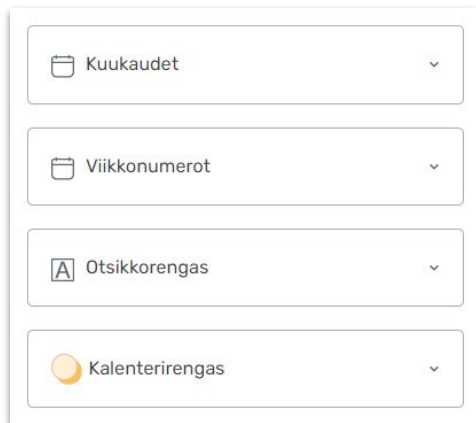 Kuukaudet
Viikkonumerot
Otsikkorengas
Kalenterirengas